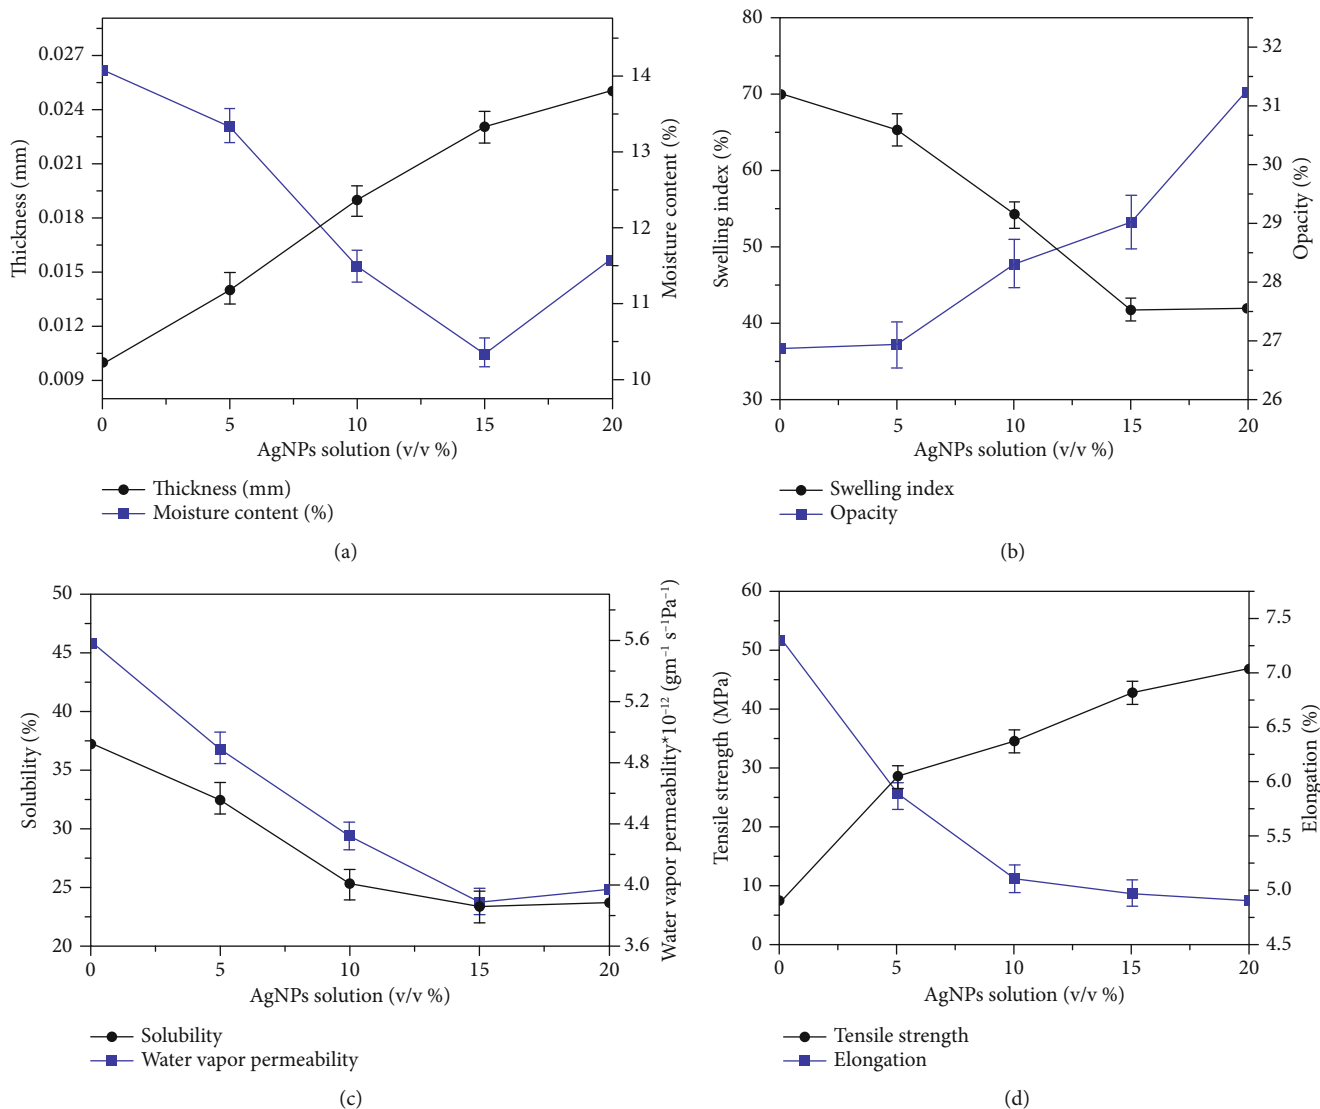 0.027
0.024
0.021
0.018
0.015
0.012
0.009
Thickness (mm)
14
13
12
11
10
Moisture content (%)
0 5 10 15 20
AgNPs solution (v/v %)
Thickness (mm)
Moisture content (%)
(a)
80
70
60
50
40
30
Swelling index (%)
32
31
30
29
28
27
26
Opacity (%)
0 5 10 15 20
AgNPs solution (v/v %)
Swelling index
Opacity
(b)
50
45
40
35
30
25
20
Solubility (%)
5.6
5.2
4.8
4.4
4.0
3.6
Water vapor permeability*10⁻¹² (gm⁻¹ s⁻¹Pa⁻¹)
0 5 10 15 20
AgNPs solution (v/v %)
Solubility
Water vapor permeability
(c)
60
50
40
30
20
10
0
Tensile strength (MPa)
7.5
7.0
6.5
6.0
5.5
5.0
4.5
Elongation (%)
0 5 10 15 20
AgNPs solution (v/v %)
Tensile strength
Elongation
(d)